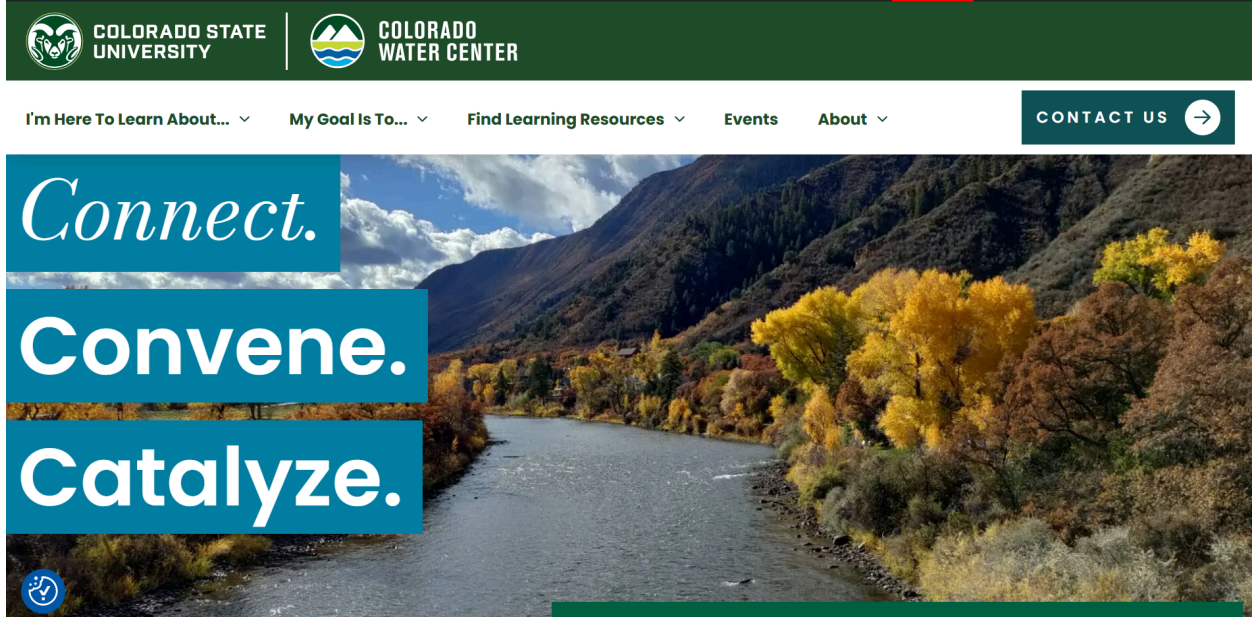 COLORADO STATE
UNIVERSITY
COLORADO
WATER CENTER
I'm Here To Learn About...
My Goal Is To...
Find Learning Resources
Events
About
CONTACT US
Connect.
Convene.
Catalyze.